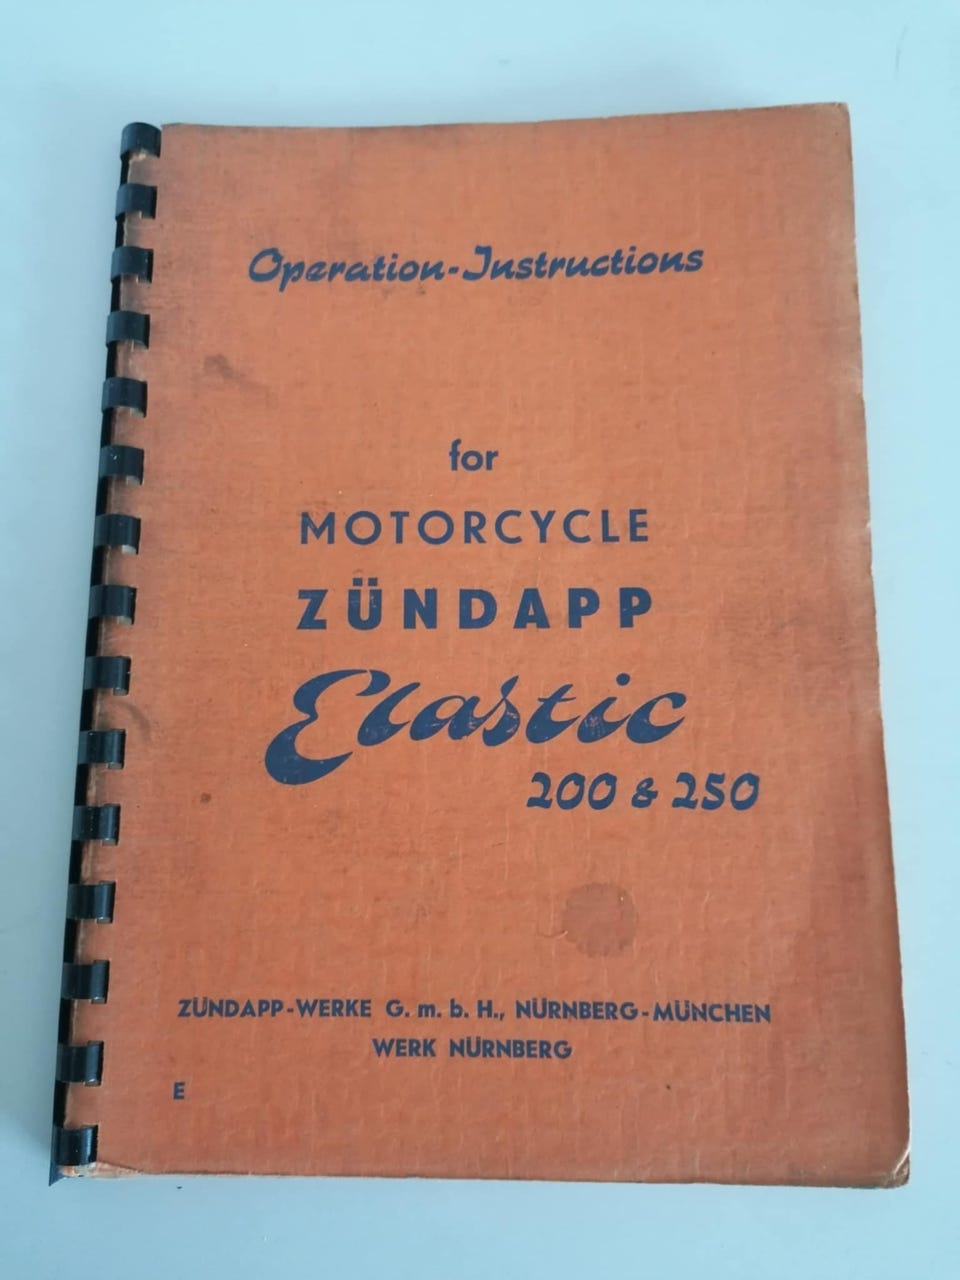 Operation-Instructions
for
MOTORCYCLE
ZÜNDAPP
Elastic
200 & 250
ZÜNDAPP-WERKE G. m. b. H., NÜRNBERG-MÜNCHEN
WERK NÜRNBERG
E